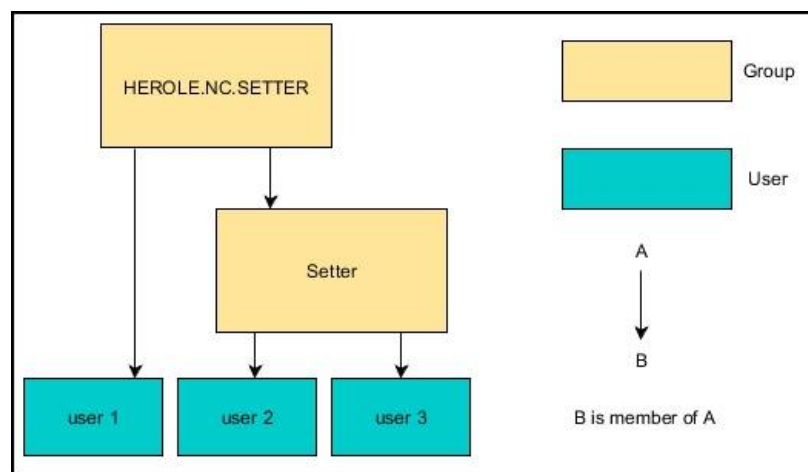 HEROLE.NC.SETTER
Setter
user 1
user 2
user 3
Group
User
A
B
B is member of A